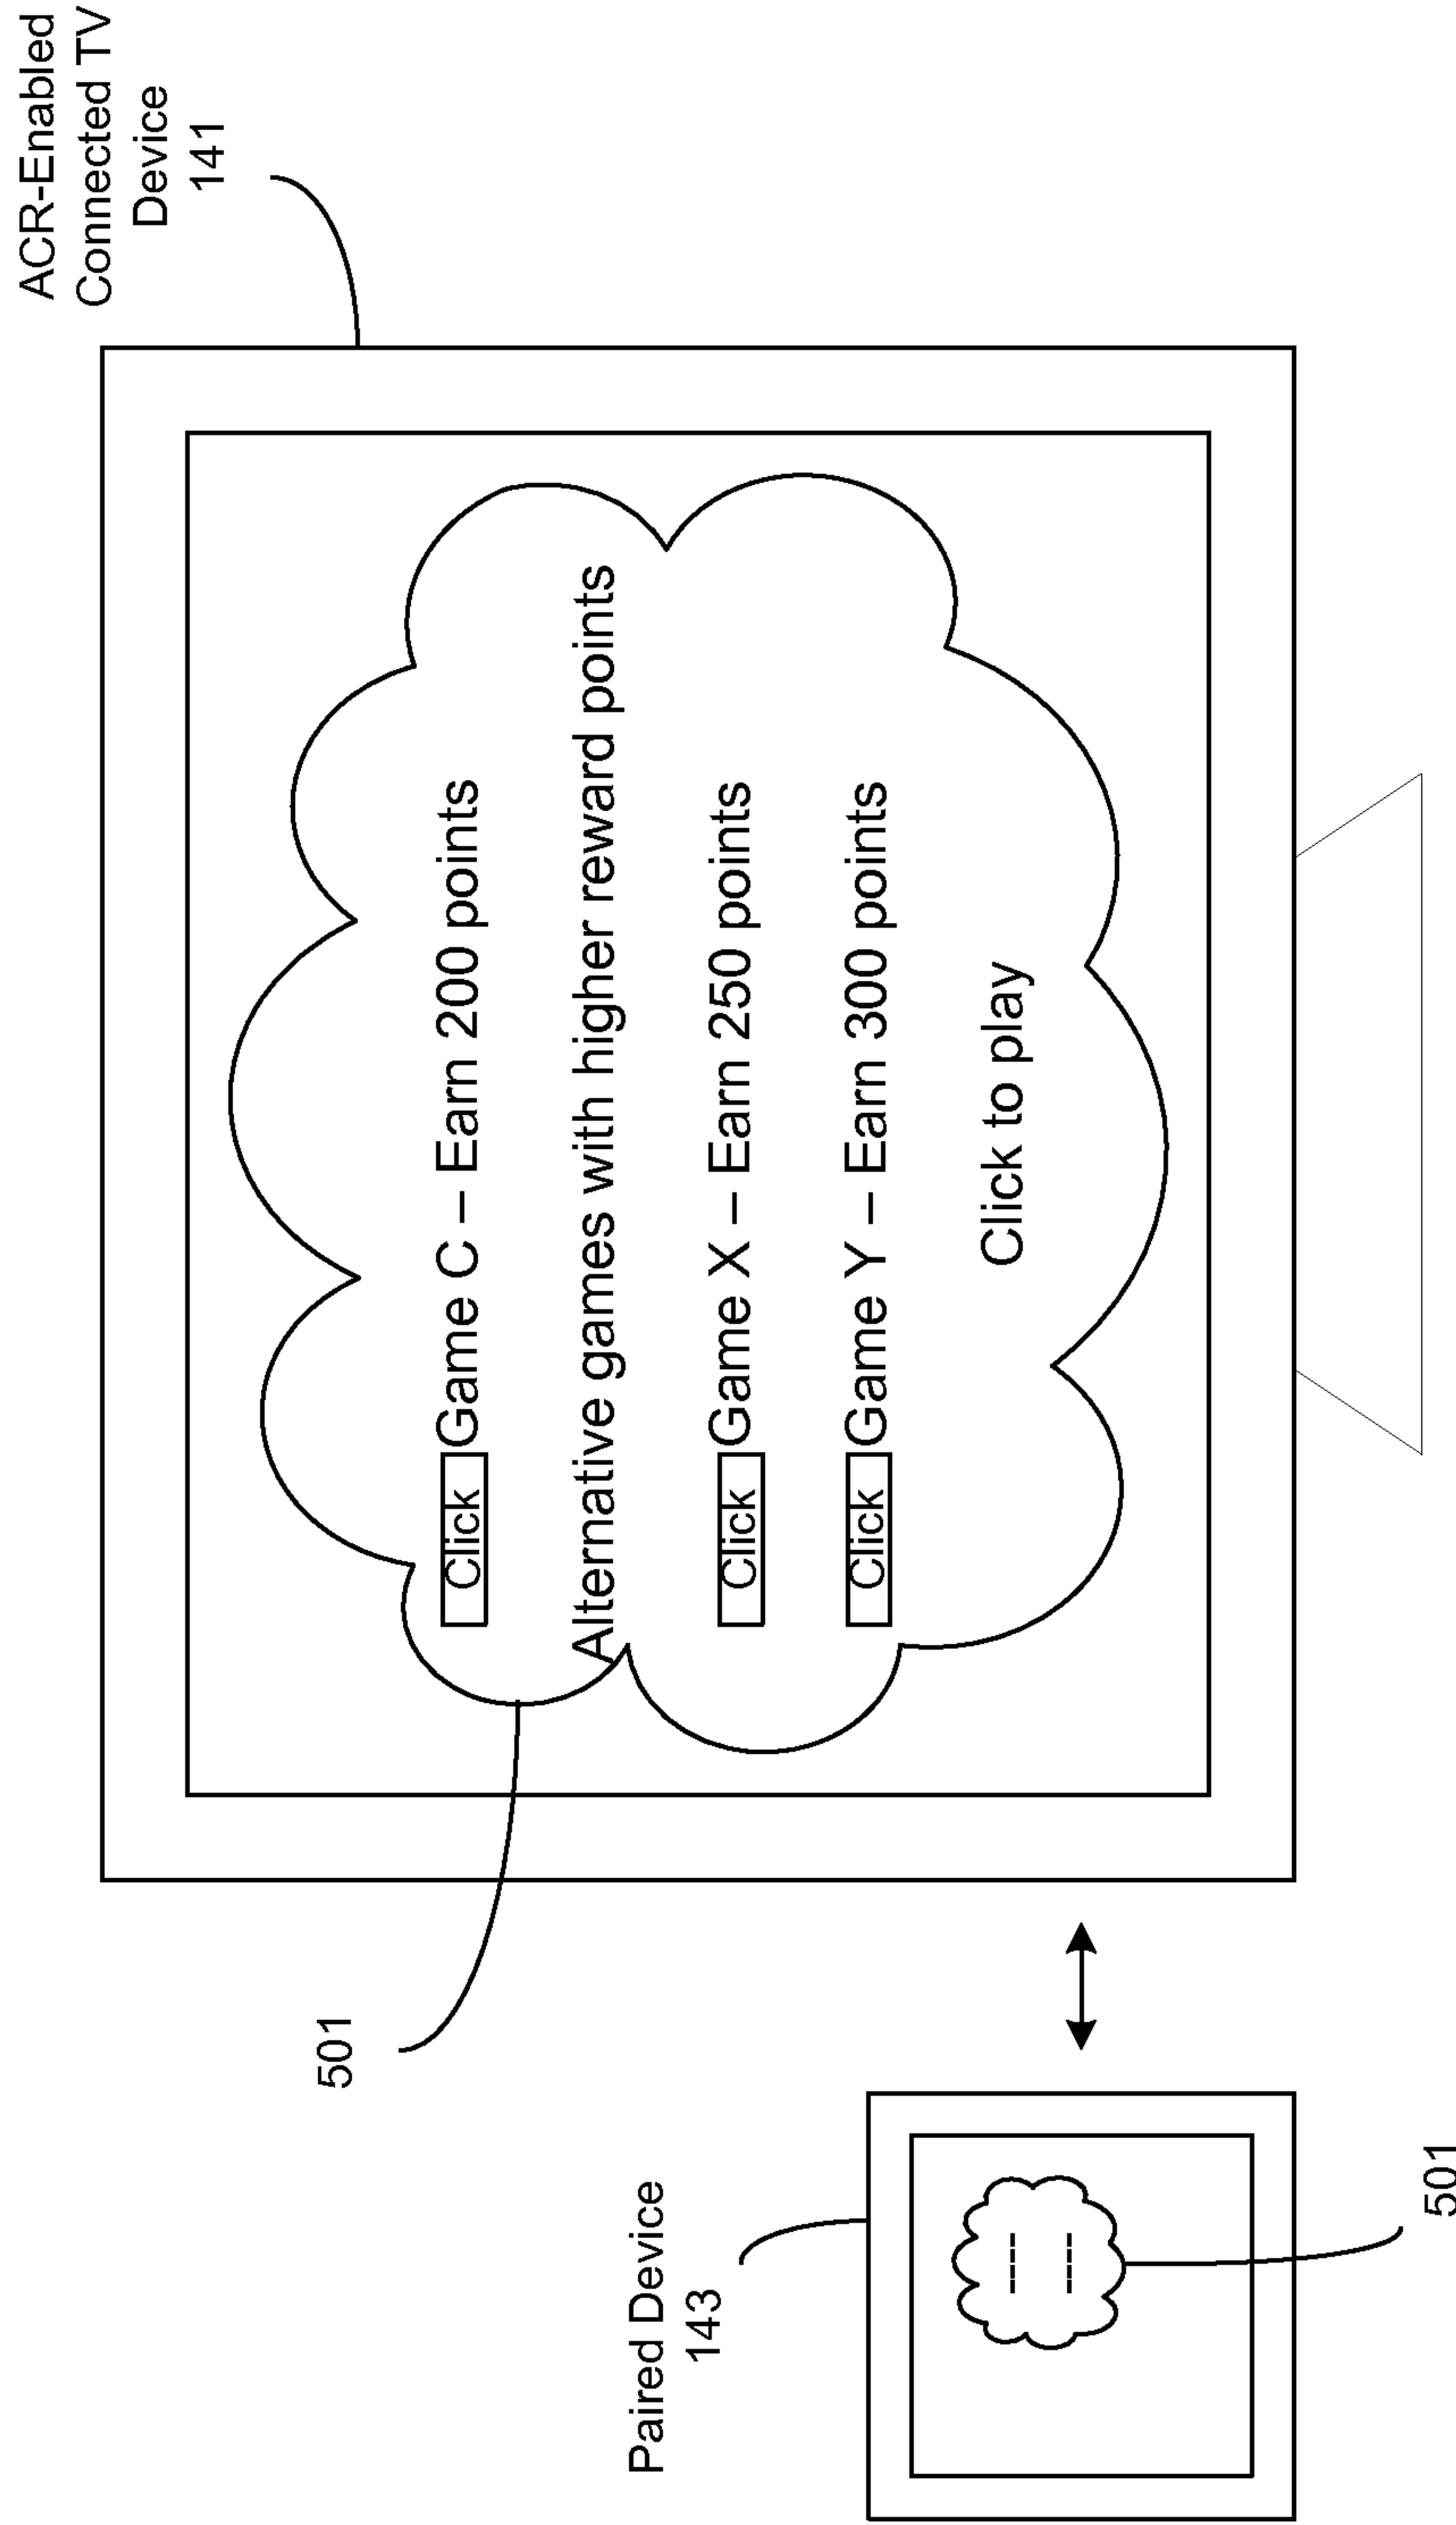 ACR-Enabled
Connected TV
Device
141
501
Click Game C – Earn 200 points
Alternative games with higher reward points
Click Game X – Earn 250 points
Click Game Y – Earn 300 points
Click to play
Paired Device
143
501